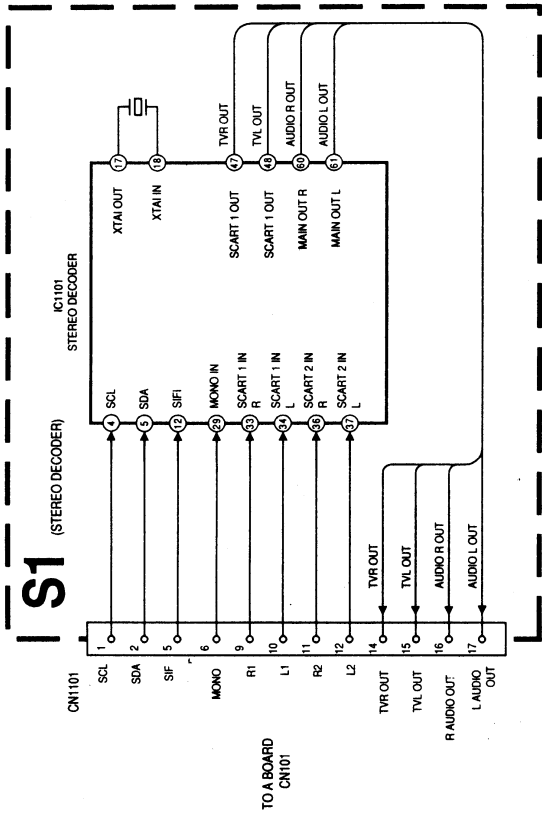 S1
(STEREO DECODER)
IC1101
STEREO DECODER
CN1101
TO A BOARD
CN101
SCL
1
4
SCL
SDA
2
5
SDA
SIF
5
12
SIFI
MONO
6
29
MONO IN
R1
9
33
SCART 1 IN
R
L1
10
34
SCART 1 IN
L
R2
11
36
SCART 2 IN
R
L2
12
37
SCART 2 IN
L
TVR OUT
14
TVR OUT
TVL OUT
15
TVL OUT
R AUDIO OUT
16
AUDIO R OUT
L AUDIO
OUT
17
AUDIO L OUT
XTAI OUT
17
XTAI IN
18
SCART 1 OUT
47
TVR OUT
SCART 1 OUT
48
TVL OUT
MAIN OUT R
60
AUDIO R OUT
MAIN OUT L
61
AUDIO L OUT